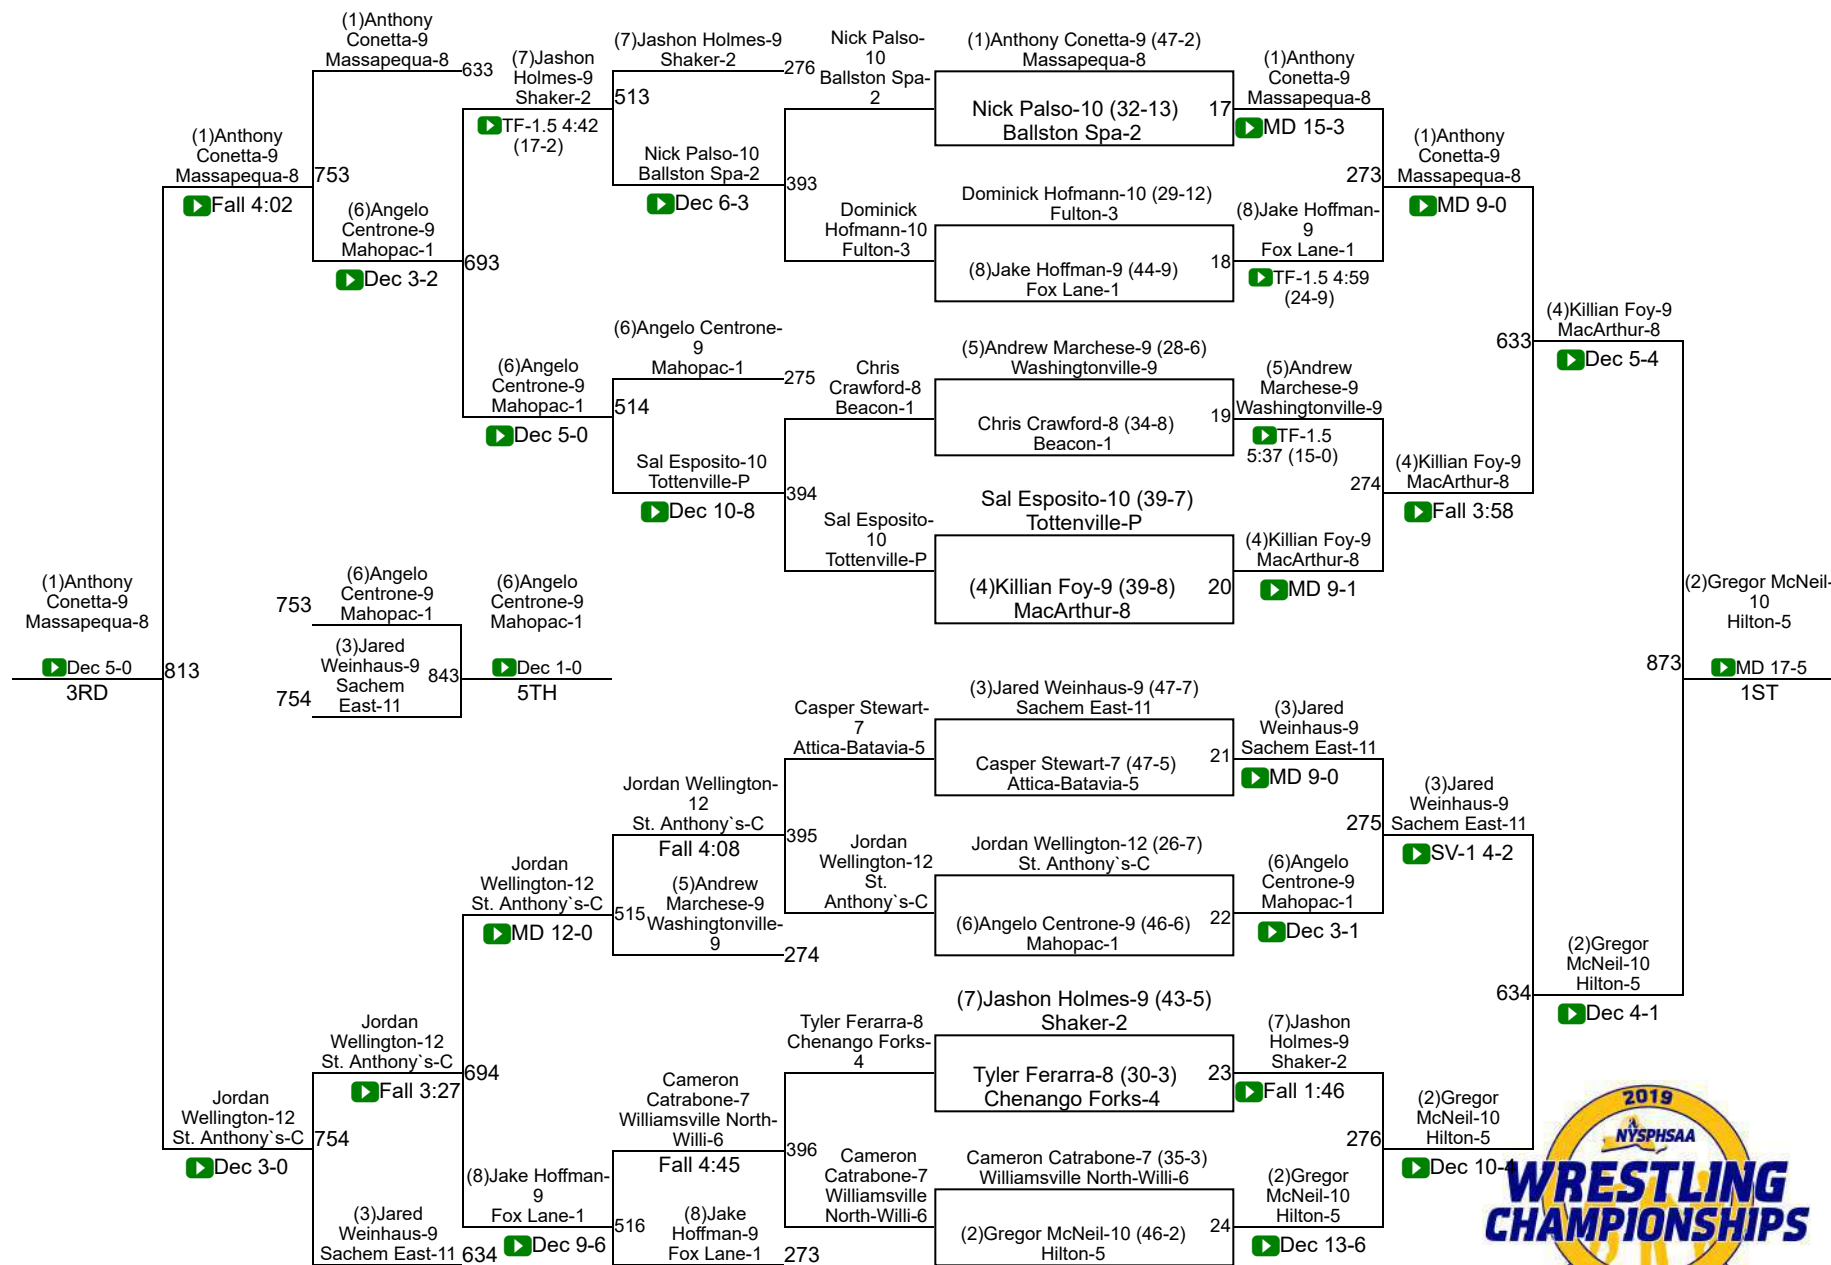 (1)Anthony
Conetta-9
Massapequa-8
633
753
(1)Anthony
Conetta-9
Massapequa-8
Fall 4:02
(6)Angelo
Centrone-9
Mahopac-1
Dec 3-2
693
(7)Jashon
Holmes-9
Shaker-2
TF-1.5 4:42
(17-2)
513
(7)Jashon Holmes-9
Shaker-2
276
Nick Palso-10
Ballston Spa-2
Dec 6-3
393
Nick Palso-
10
Ballston Spa-
2
Dominick
Hofmann-10
Fulton-3
(1)Anthony Conetta-9 (47-2)
Massapequa-8
Nick Palso-10 (32-13)
Ballston Spa-2
17
(1)Anthony
Conetta-9
Massapequa-8
MD 15-3
Dominick Hofmann-10 (29-12)
Fulton-3
(8)Jake Hoffman-9 (44-9)
Fox Lane-1
18
(8)Jake Hoffman-
9
Fox Lane-1
TF-1.5 4:59
(24-9)
273
(1)Anthony
Conetta-9
Massapequa-8
MD 9-0
633
(4)Killian Foy-9
MacArthur-8
Dec 5-4
(6)Angelo
Centrone-9
Mahopac-1
Dec 5-0
514
(6)Angelo Centrone-
9
Mahopac-1
275
Sal Esposito-10
Tottenville-P
Dec 10-8
394
Chris
Crawford-8
Beacon-1
Sal Esposito-
10
Tottenville-P
(5)Andrew Marchese-9 (28-6)
Washingtonville-9
Chris Crawford-8 (34-8)
Beacon-1
19
(5)Andrew
Marchese-9
Washingtonville-9
TF-1.5
5:37 (15-0)
Sal Esposito-10 (39-7)
Tottenville-P
(4)Killian Foy-9 (39-8)
MacArthur-8
20
(4)Killian Foy-9
MacArthur-8
MD 9-1
274
(4)Killian Foy-9
MacArthur-8
Fall 3:58
(1)Anthony
Conetta-9
Massapequa-8
Dec 5-0
3RD
813
753
(6)Angelo
Centrone-9
Mahopac-1
754
(3)Jared
Weinhaus-9
Sachem
East-11
843
(6)Angelo
Centrone-9
Mahopac-1
Dec 1-0
5TH
873
(2)Gregor McNeil-
10
Hilton-5
MD 17-5
1ST
Casper Stewart-
7
Attica-Batavia-5
(3)Jared Weinhaus-9 (47-7)
Sachem East-11
Casper Stewart-7 (47-5)
Attica-Batavia-5
21
(3)Jared
Weinhaus-9
Sachem East-11
MD 9-0
Jordan Wellington-
12
St. Anthony`s-C
Fall 4:08
395
Jordan
Wellington-12
St.
Anthony`s-C
Jordan Wellington-12 (26-7)
St. Anthony`s-C
(6)Angelo Centrone-9 (46-6)
Mahopac-1
22
(6)Angelo
Centrone-9
Mahopac-1
Dec 3-1
275
(3)Jared
Weinhaus-9
Sachem East-11
SV-1 4-2
Jordan
Wellington-12
St. Anthony`s-C
MD 12-0
515
(5)Andrew
Marchese-9
Washingtonville-
9
274
634
(2)Gregor
McNeil-10
Hilton-5
Dec 4-1
Jordan
Wellington-12
St. Anthony`s-C
Fall 3:27
694
Tyler Ferarra-8
Chenango Forks-
4
(7)Jashon Holmes-9 (43-5)
Shaker-2
Tyler Ferarra-8 (30-3)
Chenango Forks-4
23
(7)Jashon
Holmes-9
Shaker-2
Fall 1:46
Jordan
Wellington-12
St. Anthony`s-C
Dec 3-0
754
Cameron
Catrabone-7
Williamsville North-
Willi-6
Fall 4:45
396
Cameron
Catrabone-7
Williamsville
North-Willi-6
Cameron Catrabone-7 (35-3)
Williamsville North-Willi-6
(2)Gregor McNeil-10 (46-2)
Hilton-5
24
(2)Gregor
McNeil-10
Hilton-5
Dec 13-6
276
(2)Gregor
McNeil-10
Hilton-5
Dec 10-4
(3)Jared
Weinhaus-9
Sachem East-11
634
(8)Jake Hoffman-
9
Fox Lane-1
Dec 9-6
516
(8)Jake
Hoffman-9
Fox Lane-1
273
2019
NYSPHSAA
WRESTLING
CHAMPIONSHIPS